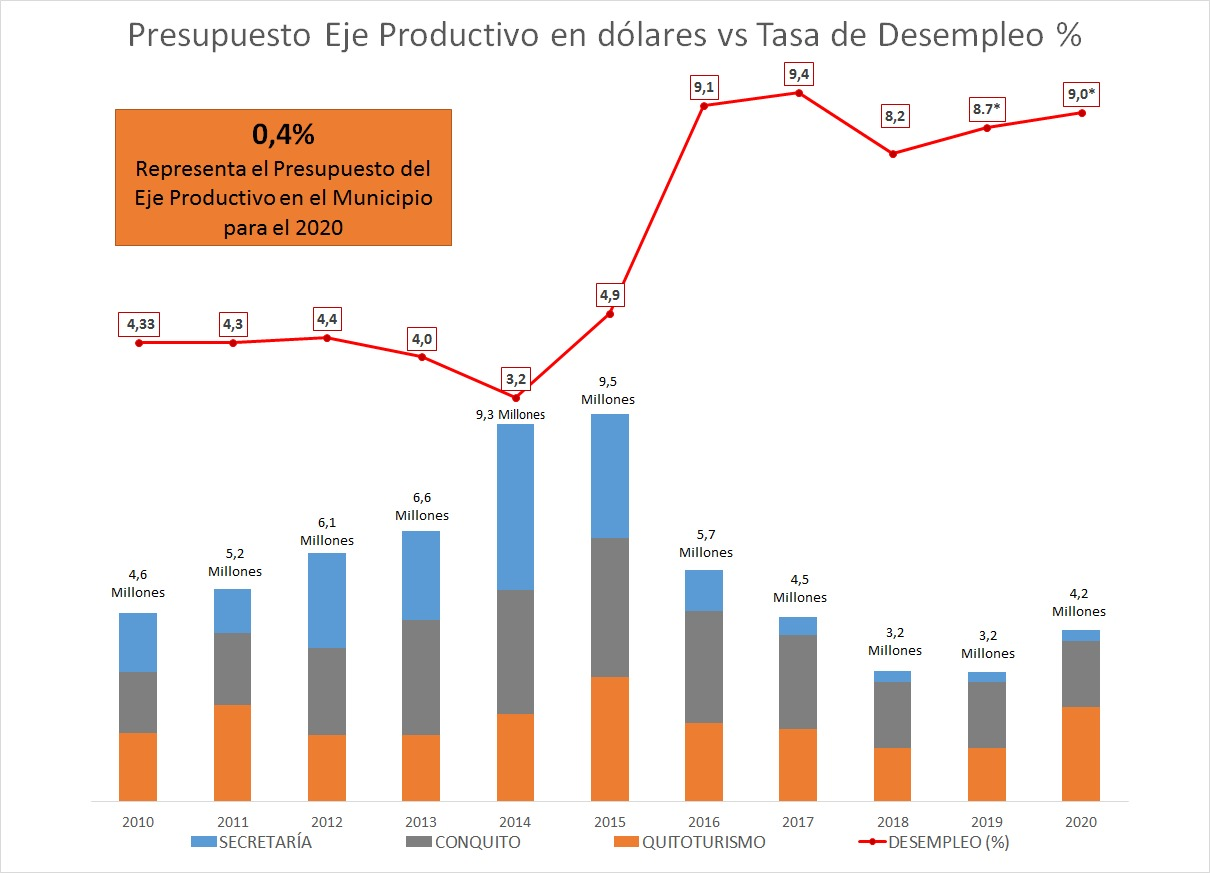 Presupuesto Eje Productivo en dólares vs Tasa de Desempleo %
0,4%
Representa el Presupuesto del
Eje Productivo en el Municipio
para el 2020
4,33
4,3
4,4
4,0
3,2
4,9
9,1
9,4
8,2
8.7*
9,0*
4,6
Millones
5,2
Millones
6,1
Millones
6,6
Millones
9,3 Millones
9,5
Millones
5,7
Millones
4,5
Millones
3,2
Millones
3,2
Millones
4,2
Millones
2010 2011 2012 2013 2014 2015 2016 2017 2018 2019 2020
SECRETARÍA CONQUITO QUITOTURISMO DESEMPLEO (%)